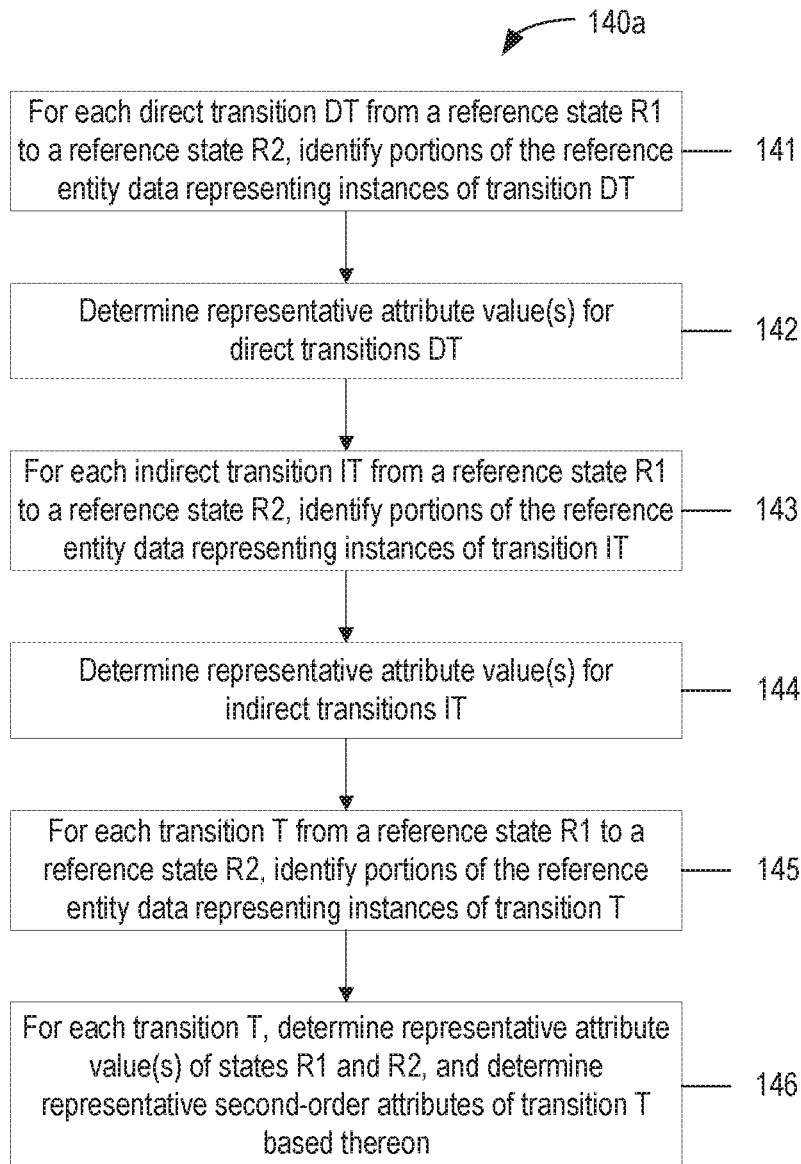 140a
For each direct transition DT from a reference state R1
to a reference state R2, identify portions of the reference
entity data representing instances of transition DT
141
Determine representative attribute value(s) for
direct transitions DT
142
For each indirect transition IT from a reference state R1
to a reference state R2, identify portions of the reference
entity data representing instances of transition IT
143
Determine representative attribute value(s) for
indirect transitions IT
144
For each transition T from a reference state R1 to a
reference state R2, identify portions of the reference
entity data representing instances of transition T
145
For each transition T, determine representative attribute
value(s) of states R1 and R2, and determine
representative second-order attributes of transition T
based thereon
146